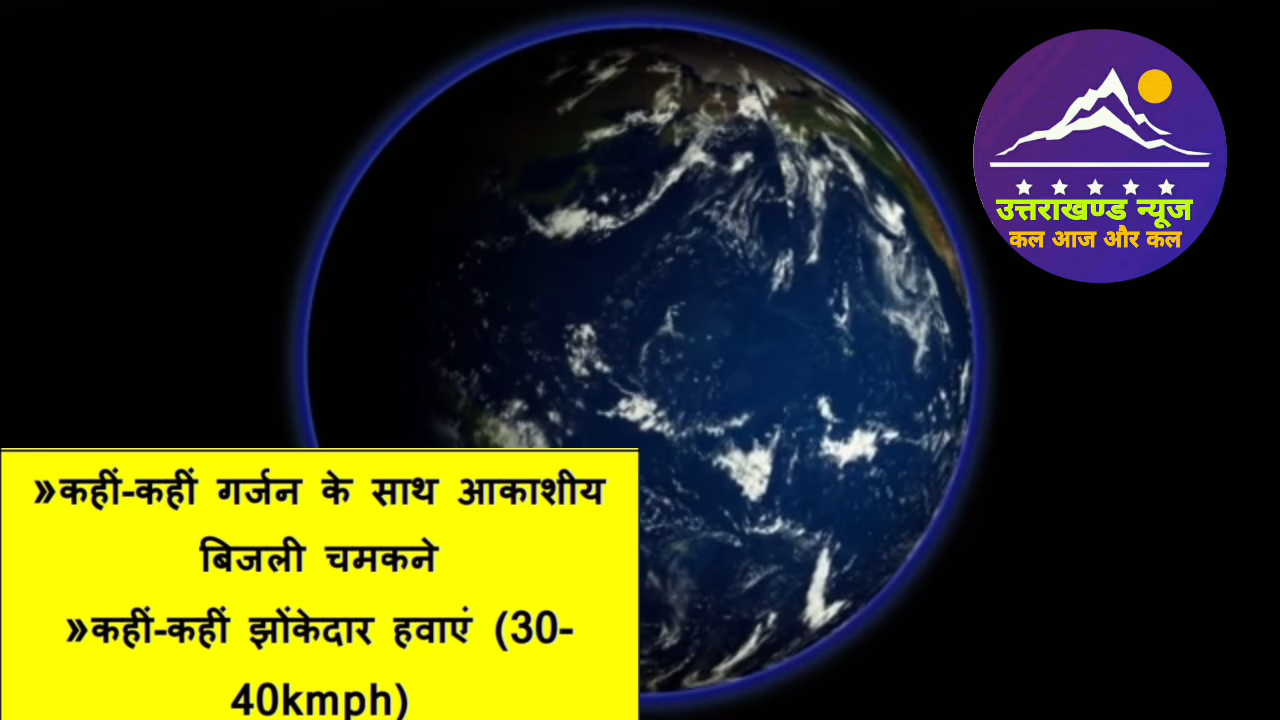 उत्तराखण्ड न्यूज
कल आज और कल
»कहीं-कहीं गर्जन के साथ आकाशीय
बिजली चमकने
»कहीं-कहीं झोंकेदार हवाएं (30-
40kmph)